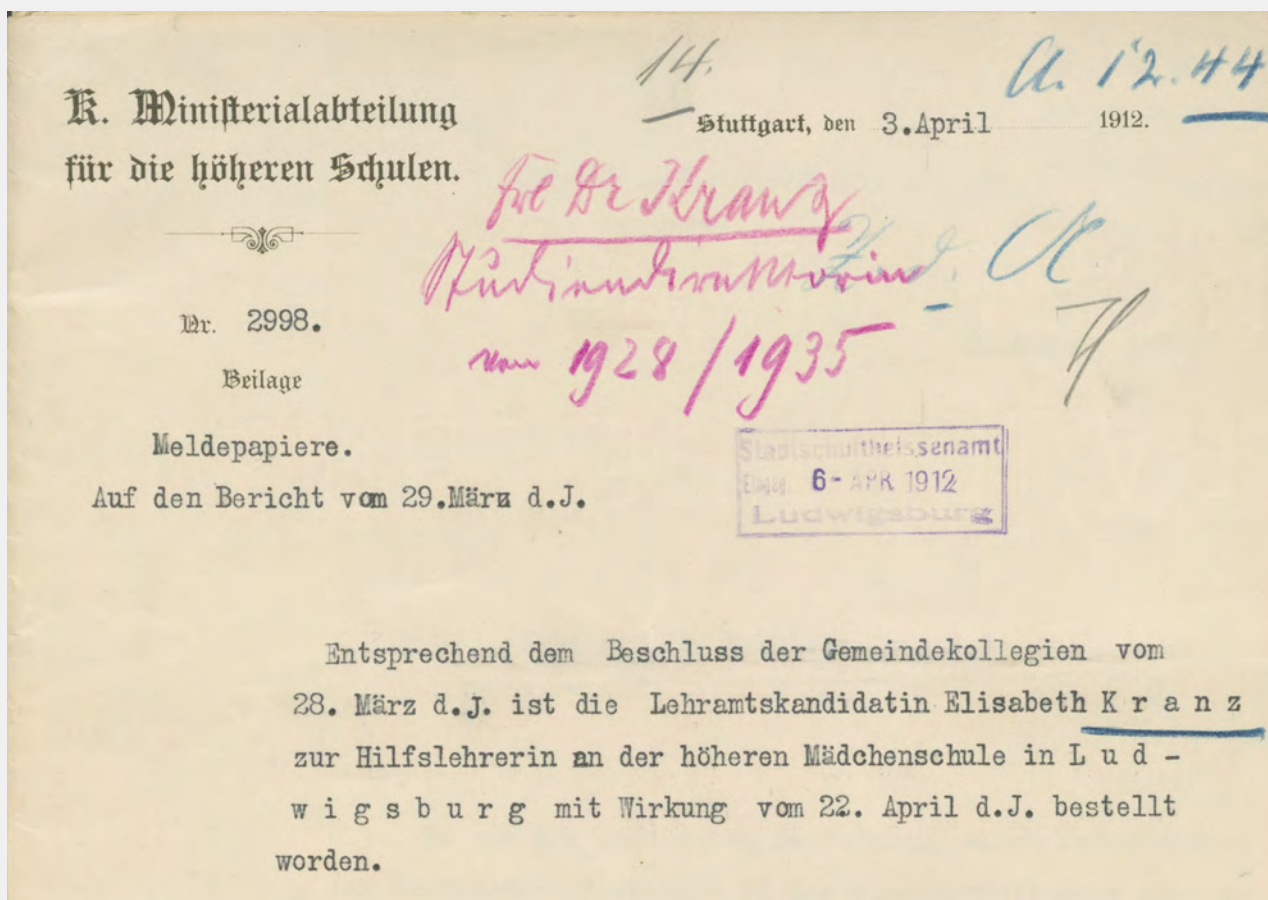 14.
A. 12.44
K. Ministerialabteilung
für die höheren Schulen.
Stuttgart, den 3.April 1912.
Frl Dr Kranz
Studiendirektorin
von 1928/1935
Nr. 2998.
Beilage
Meldepapiere.
Auf den Bericht vom 29.März d.J.
Stadtschultheissenamt
Eingeg. 6- APR 1912
Ludwigsburg
Entsprechend dem Beschluss der Gemeindekollegien vom
28. März d.J. ist die Lehramtskandidatin Elisabeth K r a n z
zur Hilfslehrerin an der höheren Mädchenschule in L u d -
w i g s b u r g mit Wirkung vom 22. April d.J. bestellt
worden.